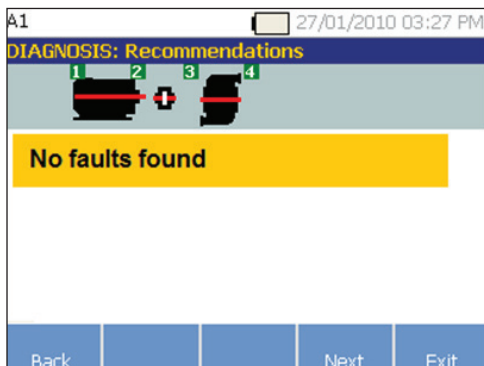 A1 27/01/2010 03:27 PM
DIAGNOSIS: Recommendations
1 2 3 4
No faults found
Back Next Exit